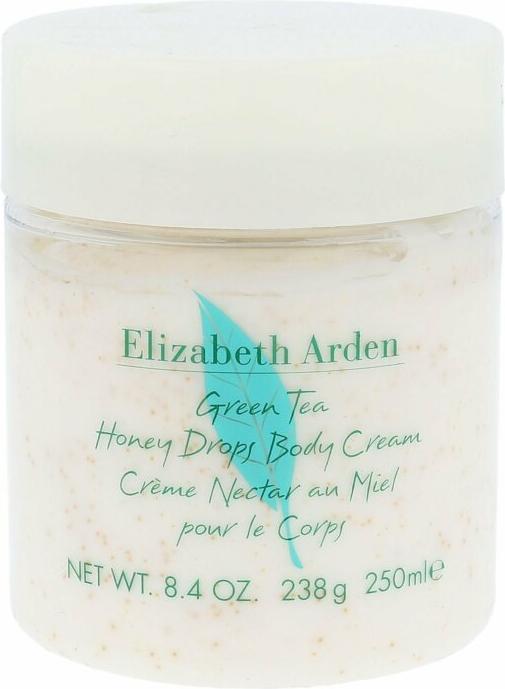 Elizabeth Arden
Green Tea
Honey Drops Body Cream
Crème Nectar au Miel
pour le Corps
NET WT. 8.4 OZ. 238g 250ml℮